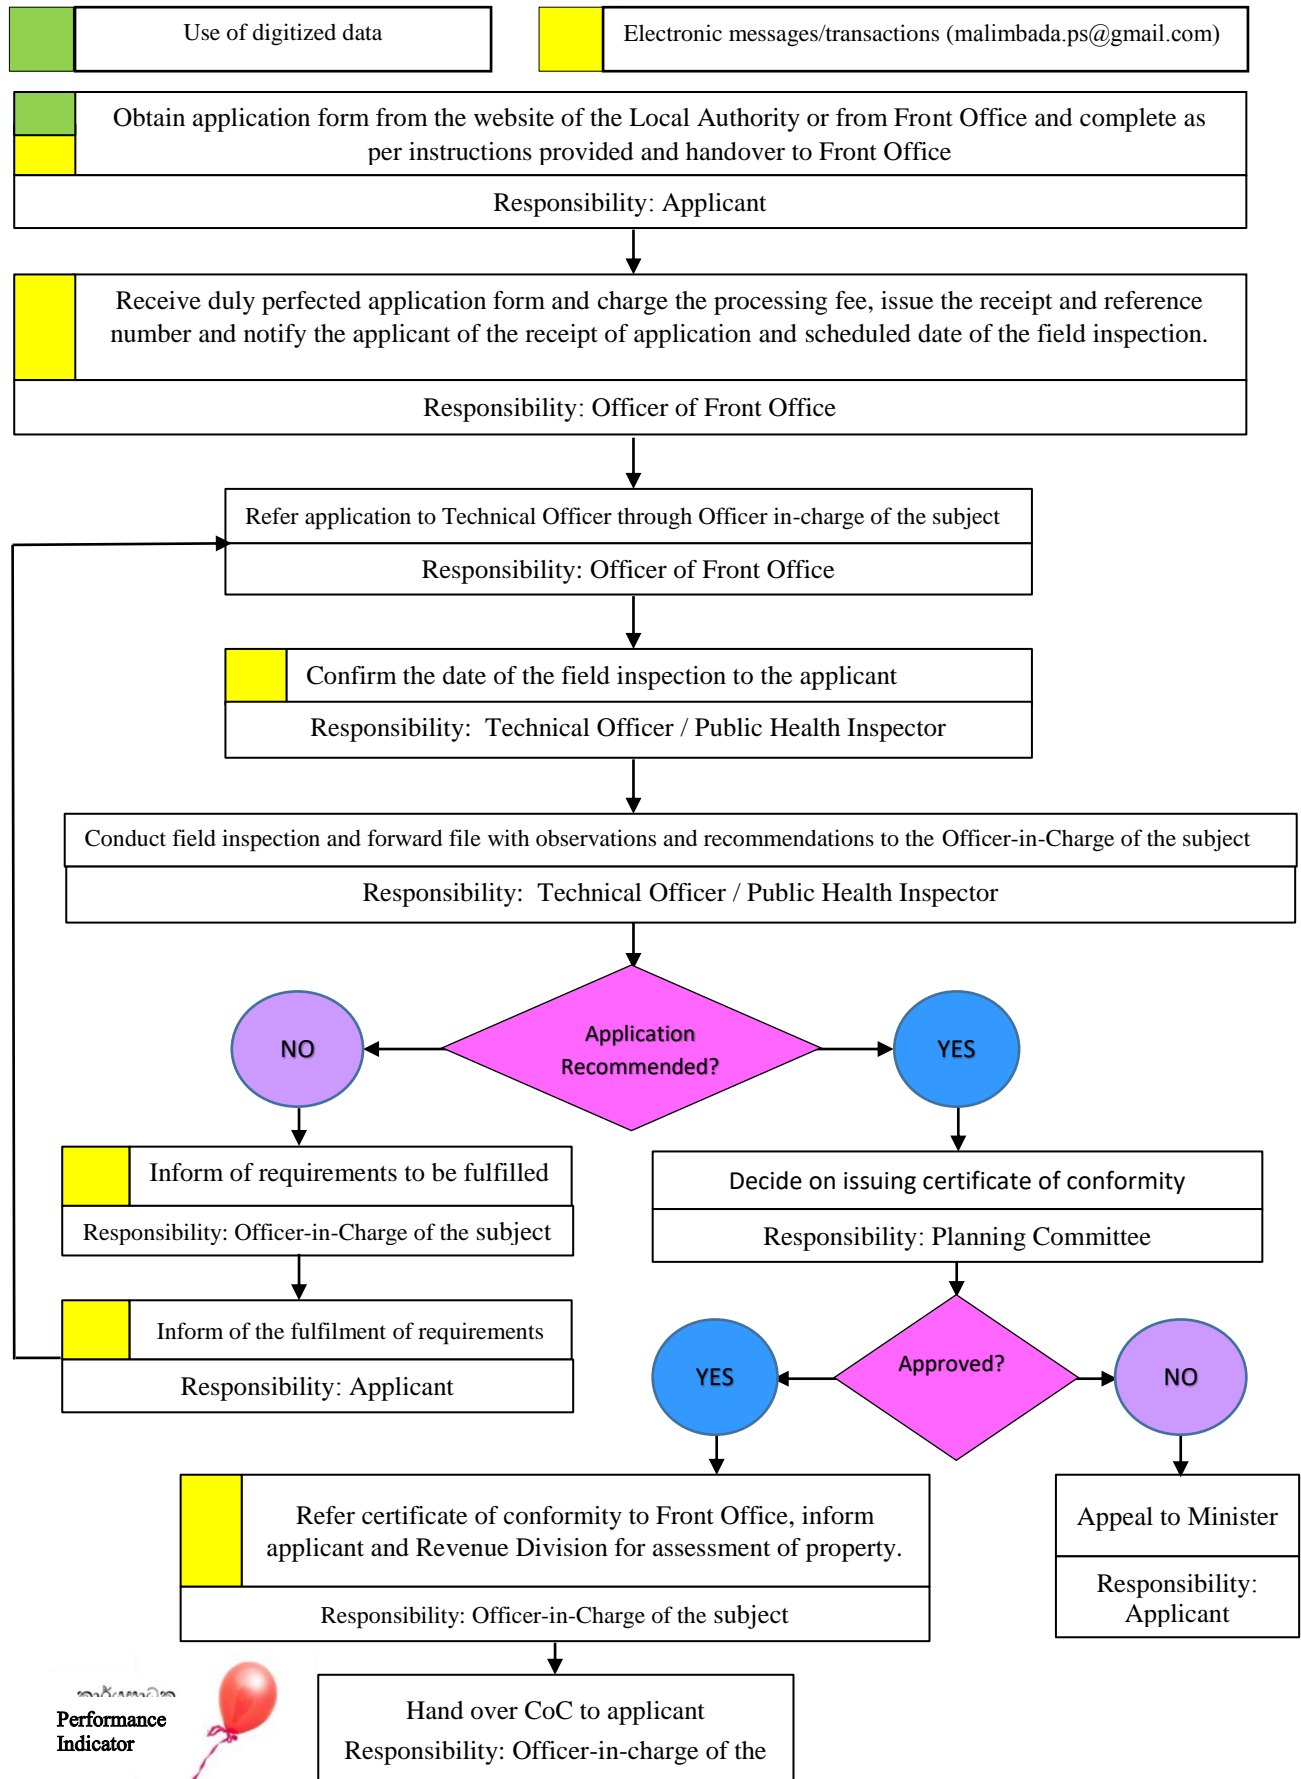 Use of digitized data
Electronic messages/transactions (malimbada.ps@gmail.com)
Obtain application form from the website of the Local Authority or from Front Office and complete as
per instructions provided and handover to Front Office
Responsibility: Applicant
Receive duly perfected application form and charge the processing fee, issue the receipt and reference
number and notify the applicant of the receipt of application and scheduled date of the field inspection.
Responsibility: Officer of Front Office
Refer application to Technical Officer through Officer in-charge of the subject
Responsibility: Officer of Front Office
Confirm the date of the field inspection to the applicant
Responsibility: Technical Officer / Public Health Inspector
Conduct field inspection and forward file with observations and recommendations to the Officer-in-Charge of the subject
Responsibility: Technical Officer / Public Health Inspector
Application
Recommended?
NO
YES
Inform of requirements to be fulfilled
Responsibility: Officer-in-Charge of the subject
Inform of the fulfilment of requirements
Responsibility: Applicant
Decide on issuing certificate of conformity
Responsibility: Planning Committee
Approved?
YES
NO
Refer certificate of conformity to Front Office, inform
applicant and Revenue Division for assessment of property.
Responsibility: Officer-in-Charge of the subject
Appeal to Minister
Responsibility:
Applicant
Performance
Indicator
Hand over CoC to applicant
Responsibility: Officer-in-charge of the